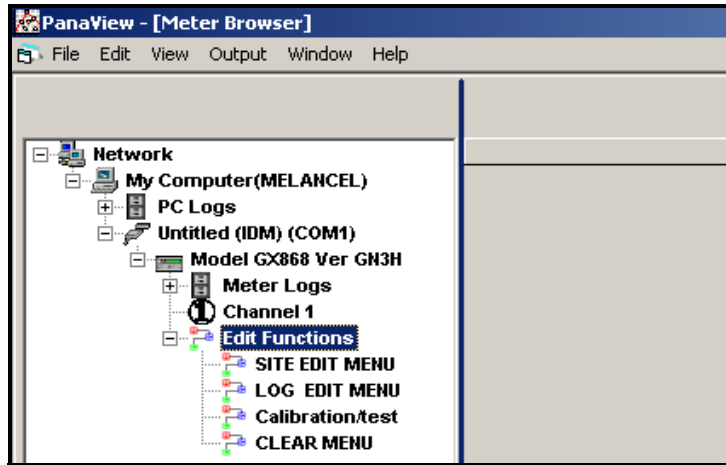 PanaView - [Meter Browser]
File Edit View Output Window Help
Network
My Computer(MELANCEL)
PC Logs
Untitled (IDM) (COM1)
Model GX868 Ver GN3H
Meter Logs
1 Channel 1
Edit Functions
SITE EDIT MENU
LOG EDIT MENU
Calibration/test
CLEAR MENU